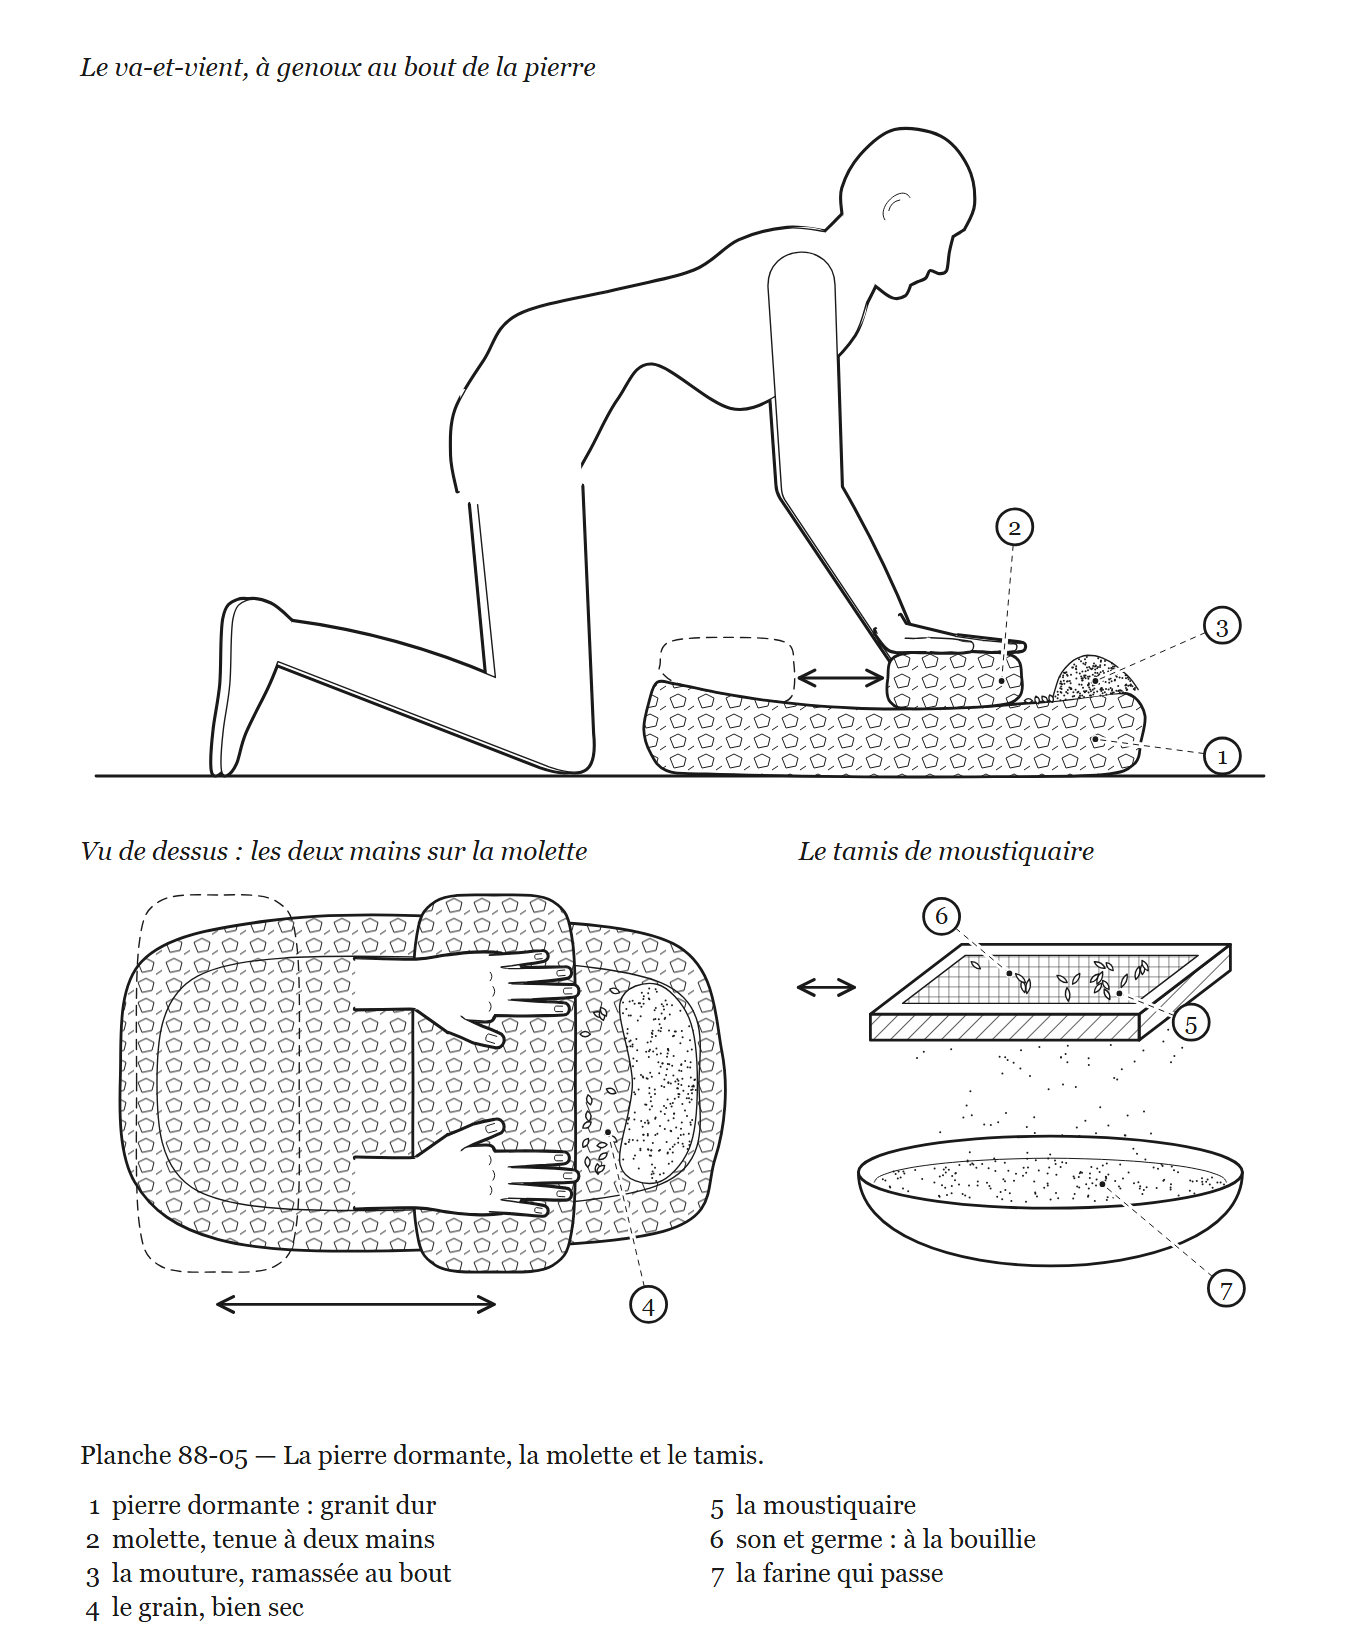 Le va-et-vient, à genoux au bout de la pierre
2
3
1
Vu de dessus : les deux mains sur la molette
Le tamis de moustiquaire
6
5
4
7
Planche 88-05 — La pierre dormante, la molette et le tamis.
1 pierre dormante : granit dur
2 molette, tenue à deux mains
3 la mouture, ramassée au bout
4 le grain, bien sec
5 la moustiquaire
6 son et germe : à la bouillie
7 la farine qui passe